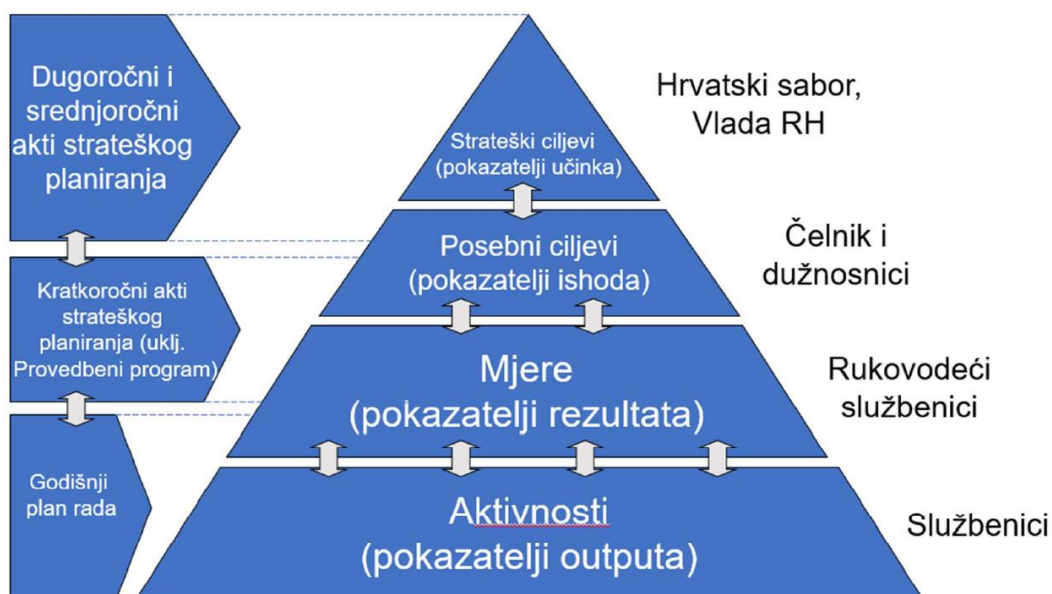 Dugoročni i
srednjoročni
akti strateškog
planiranja
Kratkoročni akti
strateškog
planiranja (uklj.
Provedbeni program)
Godišnji
plan rada
Strateški ciljevi
(pokazatelji učinka)
Posebni ciljevi
(pokazatelji ishoda)
Mjere
(pokazatelji rezultata)
Aktivnosti
(pokazatelji outputa)
Hrvatski sabor,
Vlada RH
Čelnik i
dužnosnici
Rukovodeći
službenici
Službenici